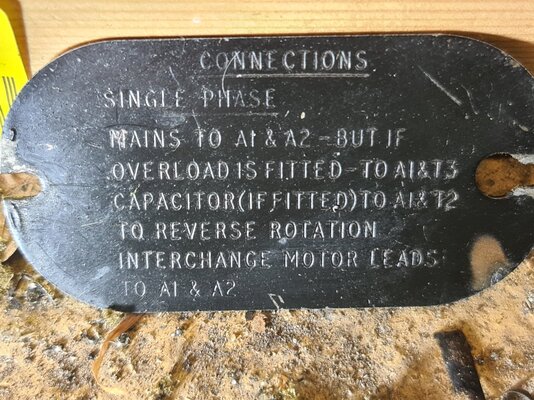 CONNECTIONS
SINGLE PHASE
MAINS TO A1 & A2 - BUT IF
OVERLOAD IS FITTED - TO A1&T3
CAPACITOR (IF FITTED) TO A1&T2
TO REVERSE ROTATION
INTERCHANGE MOTOR LEADS
TO A1 & A2